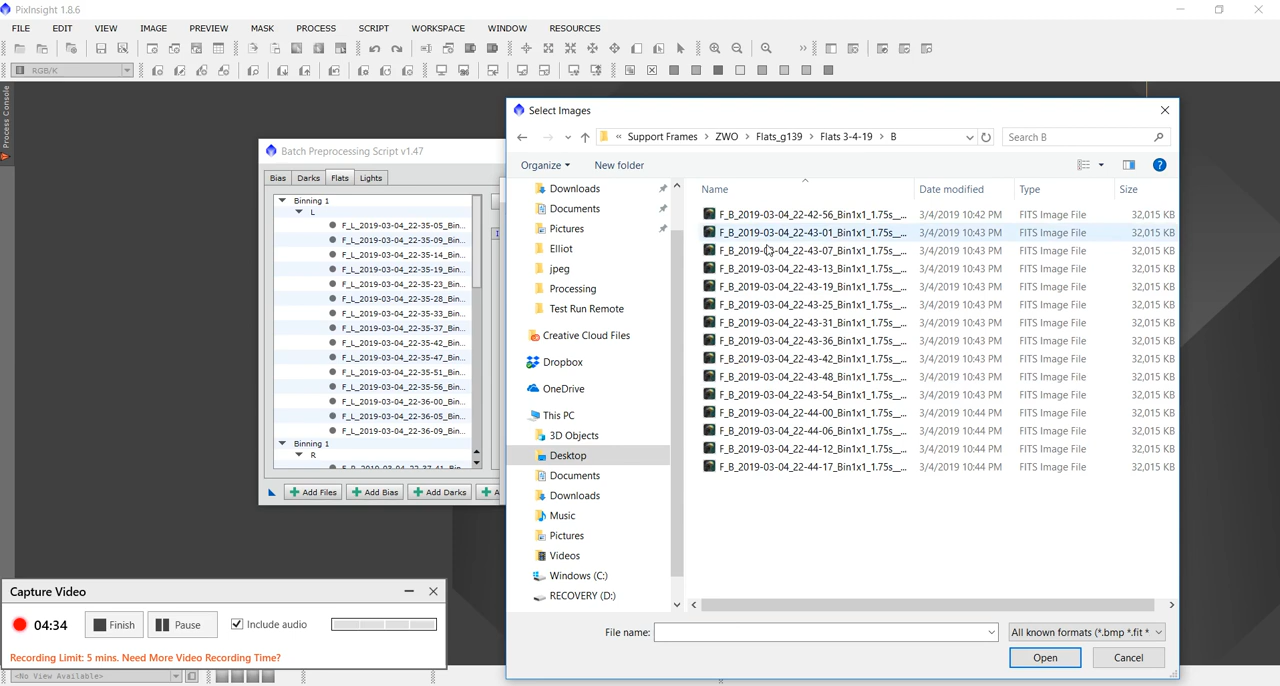 PixInsight 1.8.6
FILE EDIT VIEW IMAGE PREVIEW MASK PROCESS SCRIPT WORKSPACE WINDOW RESOURCES
RGB/K
Process Console
Batch Preprocessing Script v1.47
Bias Darks Flats Lights
Binning 1
L
F_L_2019-03-04_22-35-05_Bin...
F_L_2019-03-04_22-35-09_Bin...
F_L_2019-03-04_22-35-14_Bin...
F_L_2019-03-04_22-35-19_Bin...
F_L_2019-03-04_22-35-23_Bin...
F_L_2019-03-04_22-35-28_Bin...
F_L_2019-03-04_22-35-33_Bin...
F_L_2019-03-04_22-35-37_Bin...
F_L_2019-03-04_22-35-42_Bin...
F_L_2019-03-04_22-35-47_Bin...
F_L_2019-03-04_22-35-51_Bin...
F_L_2019-03-04_22-35-56_Bin...
F_L_2019-03-04_22-36-00_Bin...
F_L_2019-03-04_22-36-05_Bin...
F_L_2019-03-04_22-36-09_Bin...
Binning 1
R
Add Files Add Bias Add Darks
Select Images
« Support Frames > ZWO > Flats_g139 > Flats 3-4-19 > B
Search B
Organize New folder
Downloads
Documents
Pictures
Elliot
jpeg
Processing
Test Run Remote
Creative Cloud Files
Dropbox
OneDrive
This PC
3D Objects
Desktop
Documents
Downloads
Music
Pictures
Videos
Windows (C:)
RECOVERY (D:)
Name Date modified Type Size
F_B_2019-03-04_22-42-56_Bin1x1_1.75s__... 3/4/2019 10:42 PM FITS Image File 32,015 KB
F_B_2019-03-04_22-43-01_Bin1x1_1.75s__... 3/4/2019 10:43 PM FITS Image File 32,015 KB
F_B_2019-03-04_22-43-07_Bin1x1_1.75s__... 3/4/2019 10:43 PM FITS Image File 32,015 KB
F_B_2019-03-04_22-43-13_Bin1x1_1.75s__... 3/4/2019 10:43 PM FITS Image File 32,015 KB
F_B_2019-03-04_22-43-19_Bin1x1_1.75s__... 3/4/2019 10:43 PM FITS Image File 32,015 KB
F_B_2019-03-04_22-43-25_Bin1x1_1.75s__... 3/4/2019 10:43 PM FITS Image File 32,015 KB
F_B_2019-03-04_22-43-31_Bin1x1_1.75s__... 3/4/2019 10:43 PM FITS Image File 32,015 KB
F_B_2019-03-04_22-43-36_Bin1x1_1.75s__... 3/4/2019 10:43 PM FITS Image File 32,015 KB
F_B_2019-03-04_22-43-42_Bin1x1_1.75s__... 3/4/2019 10:43 PM FITS Image File 32,015 KB
F_B_2019-03-04_22-43-48_Bin1x1_1.75s__... 3/4/2019 10:43 PM FITS Image File 32,015 KB
F_B_2019-03-04_22-43-54_Bin1x1_1.75s__... 3/4/2019 10:43 PM FITS Image File 32,015 KB
F_B_2019-03-04_22-44-00_Bin1x1_1.75s__... 3/4/2019 10:44 PM FITS Image File 32,015 KB
F_B_2019-03-04_22-44-06_Bin1x1_1.75s__... 3/4/2019 10:44 PM FITS Image File 32,015 KB
F_B_2019-03-04_22-44-12_Bin1x1_1.75s__... 3/4/2019 10:44 PM FITS Image File 32,015 KB
F_B_2019-03-04_22-44-17_Bin1x1_1.75s__... 3/4/2019 10:44 PM FITS Image File 32,015 KB
File name: All known formats (*.bmp *.fit *
Open Cancel
Capture Video
04:34 Finish Pause Include audio
Recording Limit: 5 mins. Need More Video Recording Time?
<No View Available>